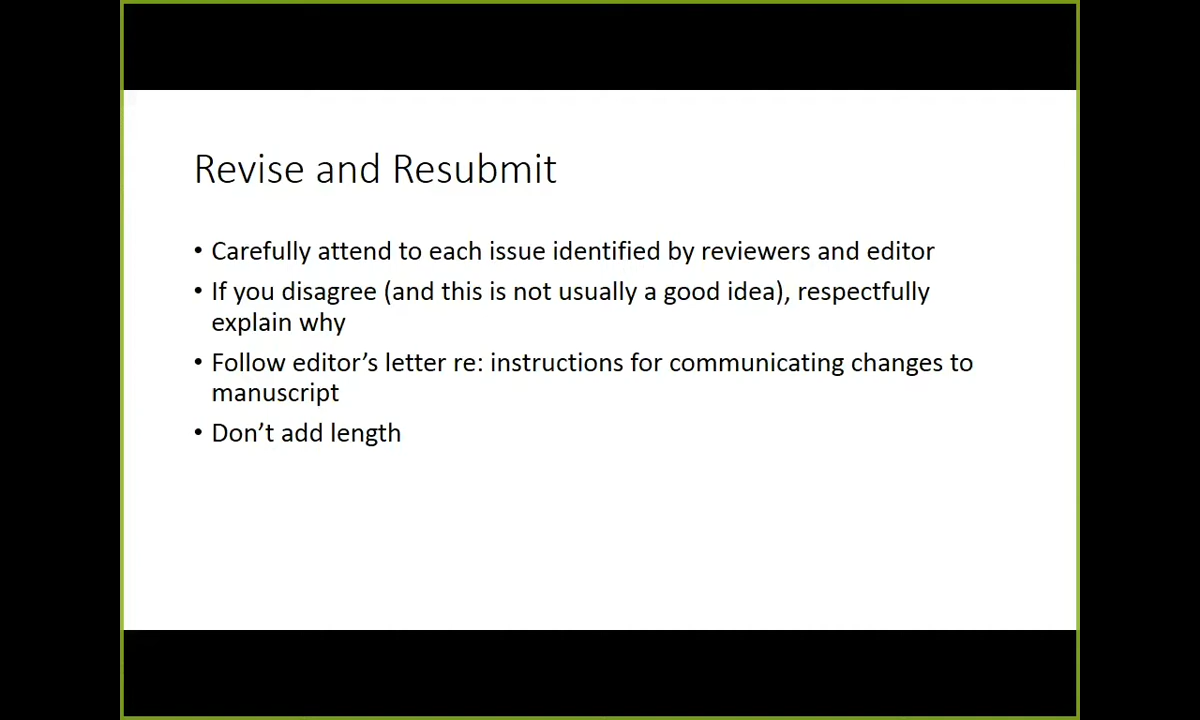 Revise and Resubmit
• Carefully attend to each issue identified by reviewers and editor
• If you disagree (and this is not usually a good idea), respectfully
explain why
• Follow editor’s letter re: instructions for communicating changes to
manuscript
• Don’t add length